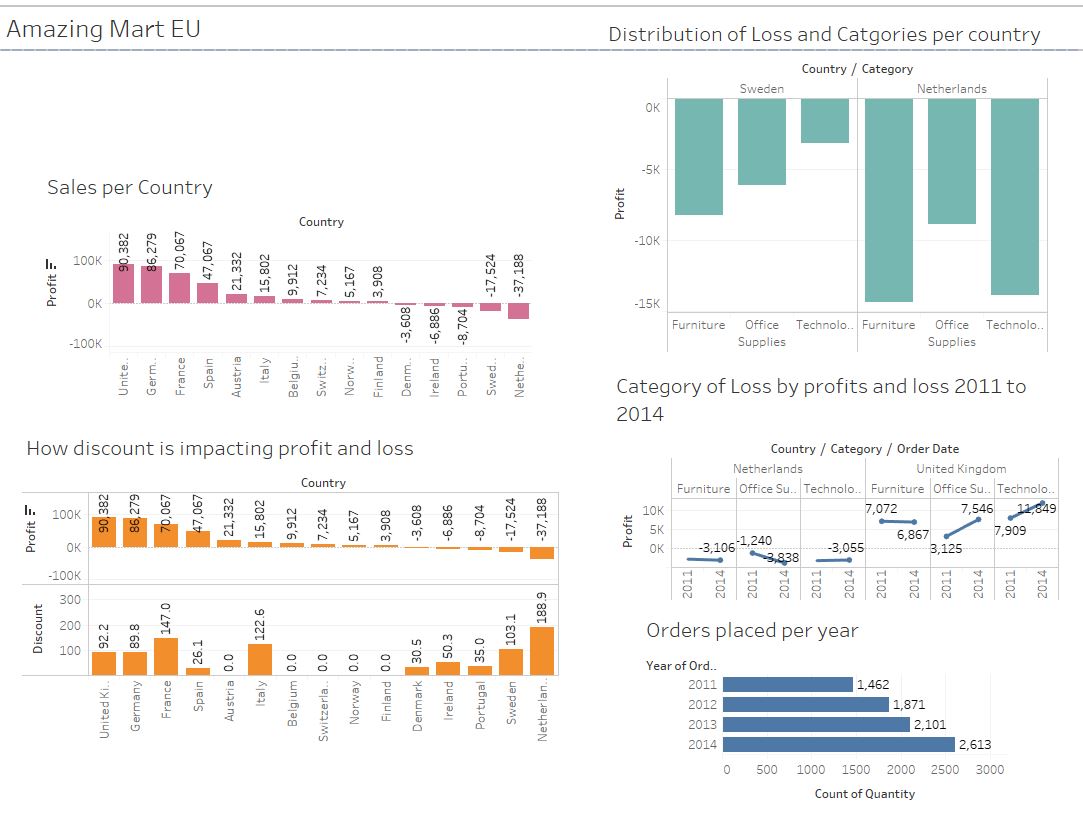 Amazing Mart EU
Sales per Country
Country
Profit
100K
0K
-100K
90,382
86,279
70,067
47,067
21,332
15,802
9,912
7,234
5,167
3,908
-3,608
-6,886
-8,704
-17,524
-37,188
Unite..
Germ..
France
Spain
Austria
Italy
Belgiu..
Switz..
Norw..
Finland
Denm..
Ireland
Portu..
Swed..
Nethe..
How discount is impacting profit and loss
Country
Profit
100K
0K
-100K
90,382
86,279
70,067
47,067
21,332
15,802
9,912
7,234
5,167
3,908
-3,608
-6,886
-8,704
-17,524
-37,188
Discount
300
200
100
92.2
89.8
147.0
26.1
0.0
122.6
0.0
0.0
0.0
0.0
30.5
50.3
35.0
103.1
188.9
United Ki..
Germany
France
Spain
Austria
Italy
Belgium
Switzerla..
Norway
Finland
Denmark
Ireland
Portugal
Sweden
Netherlan..
Distribution of Loss and Catgories per country
Country / Category
Sweden Netherlands
Profit
0K
-5K
-10K
-15K
Furniture Office Technolo.. Furniture Office Technolo..
Supplies Supplies
Category of Loss by profits and loss 2011 to
2014
Country / Category / Order Date
Netherlands United Kingdom
Furniture Office Su.. Technolo.. Furniture Office Su.. Technolo..
Profit
10K
5K
0K
-3,106
-1,240
-3,838
-3,055
7,072
6,867
3,125
7,546
7,909
11,849
2011 2014 2011 2014 2011 2014 2011 2014 2011 2014 2011 2014
Orders placed per year
Year of Ord..
2011 1,462
2012 1,871
2013 2,101
2014 2,613
0 500 1000 1500 2000 2500 3000
Count of Quantity